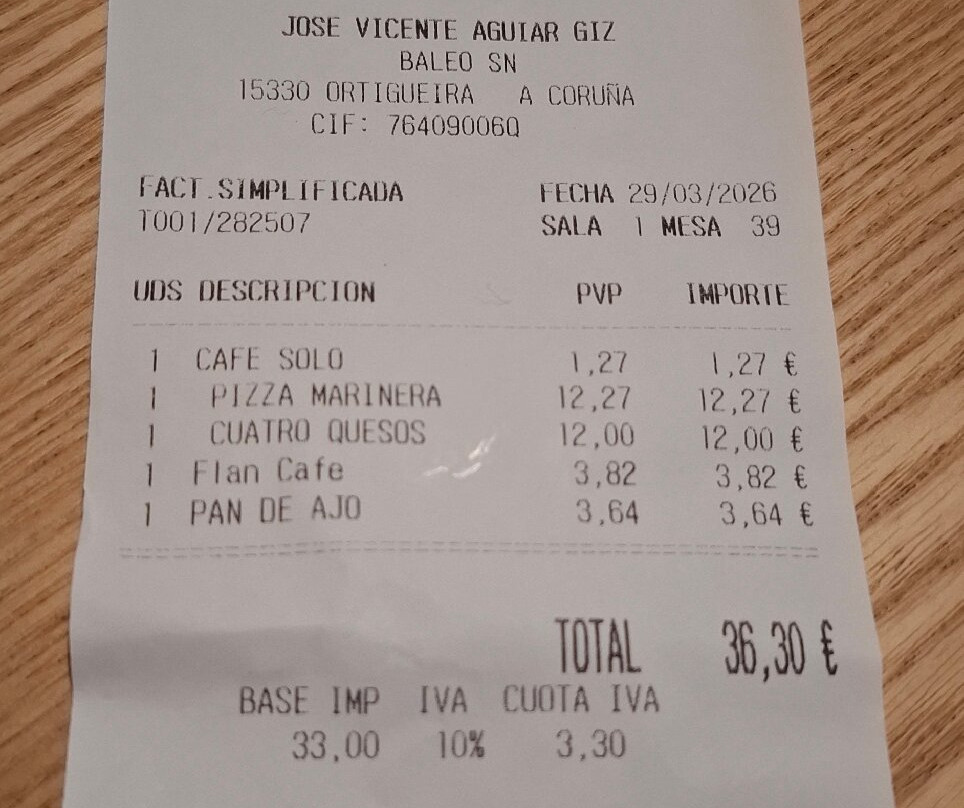 JOSE VICENTE AGUIAR GIZ
BALEO SN
15330 ORTIGUEIRA A CORUÑA
CIF: 76409006Q
FACT.SIMPLIFICADA FECHA 29/03/2026
T001/282507 SALA 1 MESA 39
UDS DESCRIPCION PVP IMPORTE
1 CAFE SOLO 1,27 1,27 €
1 PIZZA MARINERA 12,27 12,27 €
1 CUATRO QUESOS 12,00 12,00 €
1 Flan Cafe 3,82 3,82 €
1 PAN DE AJO 3,64 3,64 €
TOTAL 36,30 €
BASE IMP IVA CUOTA IVA
33,00 10% 3,30